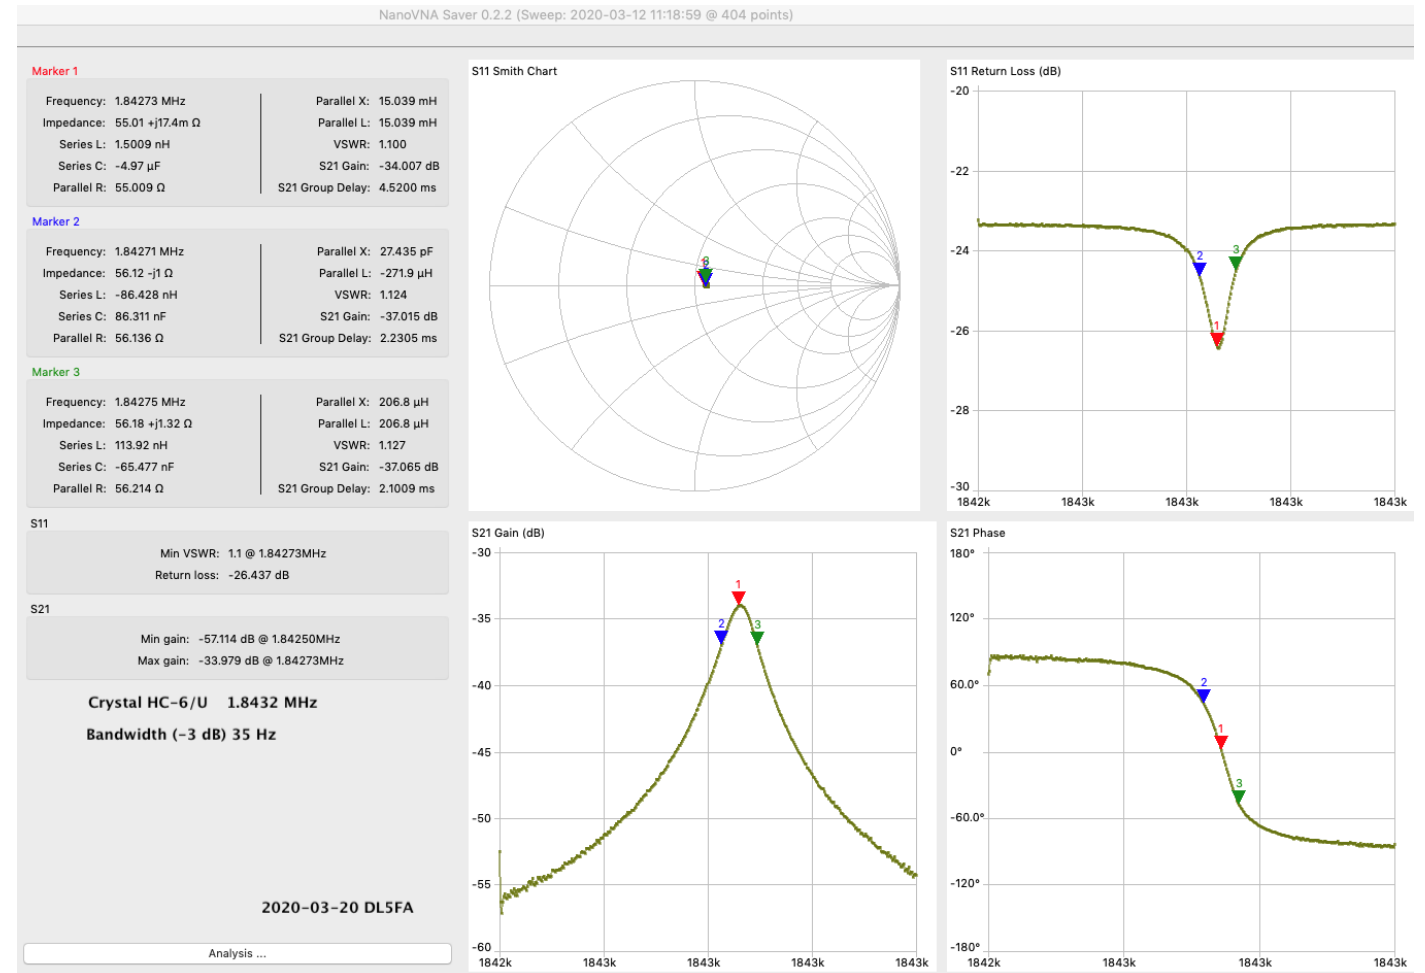 NanoVNA Saver 0.2.2 (Sweep: 2020-03-12 11:18:59 @ 404 points)
Marker 1
Frequency: 1.84273 MHz
Impedance: 55.01 +j17.4m Ω
Series L: 1.5009 nH
Series C: -4.97 µF
Parallel R: 55.009 Ω
Parallel X: 15.039 mH
Parallel L: 15.039 mH
VSWR: 1.100
S21 Gain: -34.007 dB
S21 Group Delay: 4.5200 ms
Marker 2
Frequency: 1.84271 MHz
Impedance: 56.12 -j1 Ω
Series L: -86.428 nH
Series C: 86.311 nF
Parallel R: 56.136 Ω
Parallel X: 27.435 pF
Parallel L: -271.9 µH
VSWR: 1.124
S21 Gain: -37.015 dB
S21 Group Delay: 2.2305 ms
Marker 3
Frequency: 1.84275 MHz
Impedance: 56.18 +j1.32 Ω
Series L: 113.92 nH
Series C: -65.477 nF
Parallel R: 56.214 Ω
Parallel X: 206.8 µH
Parallel L: 206.8 µH
VSWR: 1.127
S21 Gain: -37.065 dB
S21 Group Delay: 2.1009 ms
S11
Min VSWR: 1.1 @ 1.84273MHz
Return loss: -26.437 dB
S21
Min gain: -57.114 dB @ 1.84250MHz
Max gain: -33.979 dB @ 1.84273MHz
Crystal HC-6/U 1.8432 MHz
Bandwidth (-3 dB) 35 Hz
2020-03-20 DL5FA
Analysis ...
S11 Smith Chart
S11 Return Loss (dB)
-20
-22
-24
-26
-28
-30
2
3
1
1842k 1843k 1843k 1843k 1843k
S21 Gain (dB)
-30
-35
-40
-45
-50
-55
-60
1
2
3
1842k 1843k 1843k 1843k 1843k
S21 Phase
180°
120°
60.0°
0°
-60.0°
-120°
-180°
2
1
3
1842k 1843k 1843k 1843k